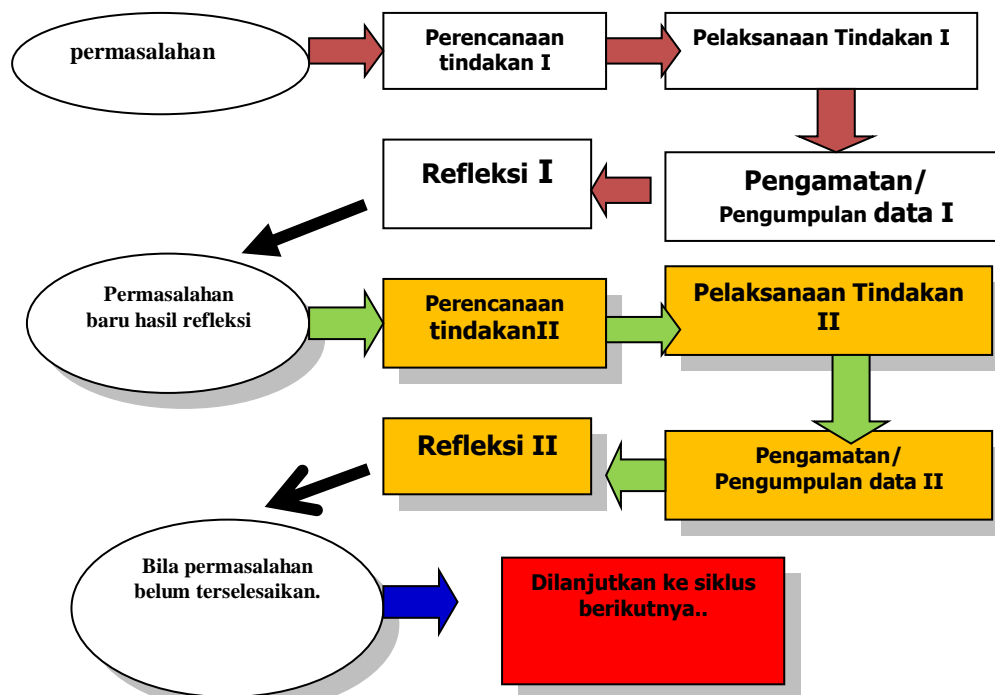 permasalahan
Perencanaan
tindakan I
Pelaksanaan Tindakan I
Refleksi I
Pengamatan/
Pengumpulan data I
Permasalahan
baru hasil refleksi
Perencanaan
tindakanII
Pelaksanaan Tindakan
II
Refleksi II
Pengamatan/
Pengumpulan data II
Bila permasalahan
belum terselesaikan.
Dilanjutkan ke siklus
berikutnya..